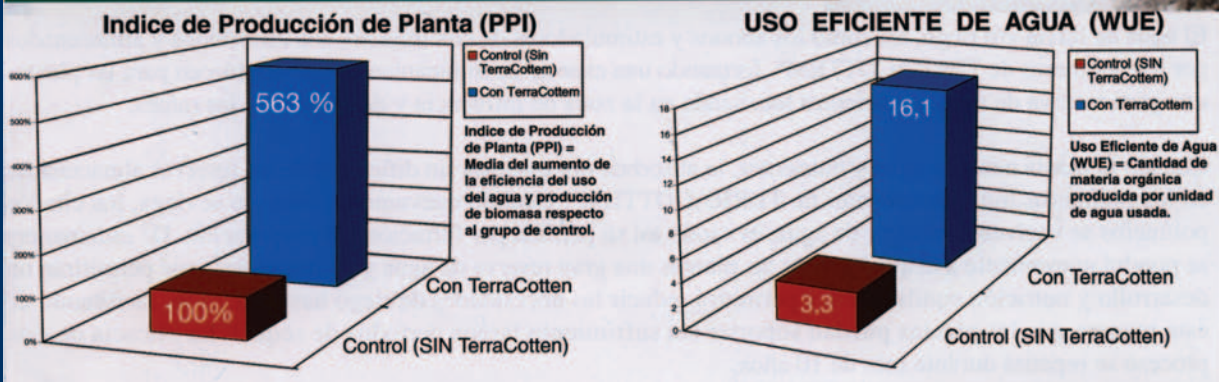 Indice de Producción de Planta (PPI)
600%
500%
400%
300%
200%
100%
0%
563 %
100%
Con TerraCotten
Control (SIN TerraCotten)
Control (Sin
TerraCottem)
Con TerraCottem
Indice de Producción
de Planta (PPI) =
Media del aumento de
la eficiencia del uso
del agua y producción
de biomasa respecto
al grupo de control.
USO EFICIENTE DE AGUA (WUE)
18
16
14
12
10
8
6
4
2
0
16,1
3,3
Con TerraCotten
Control (SIN TerraCotten)
Control (SIN
TerraCottem)
Con TerraCottem
Uso Eficiente de Agua
(WUE) = Cantidad de
materia orgánica
producida por unidad
de agua usada.